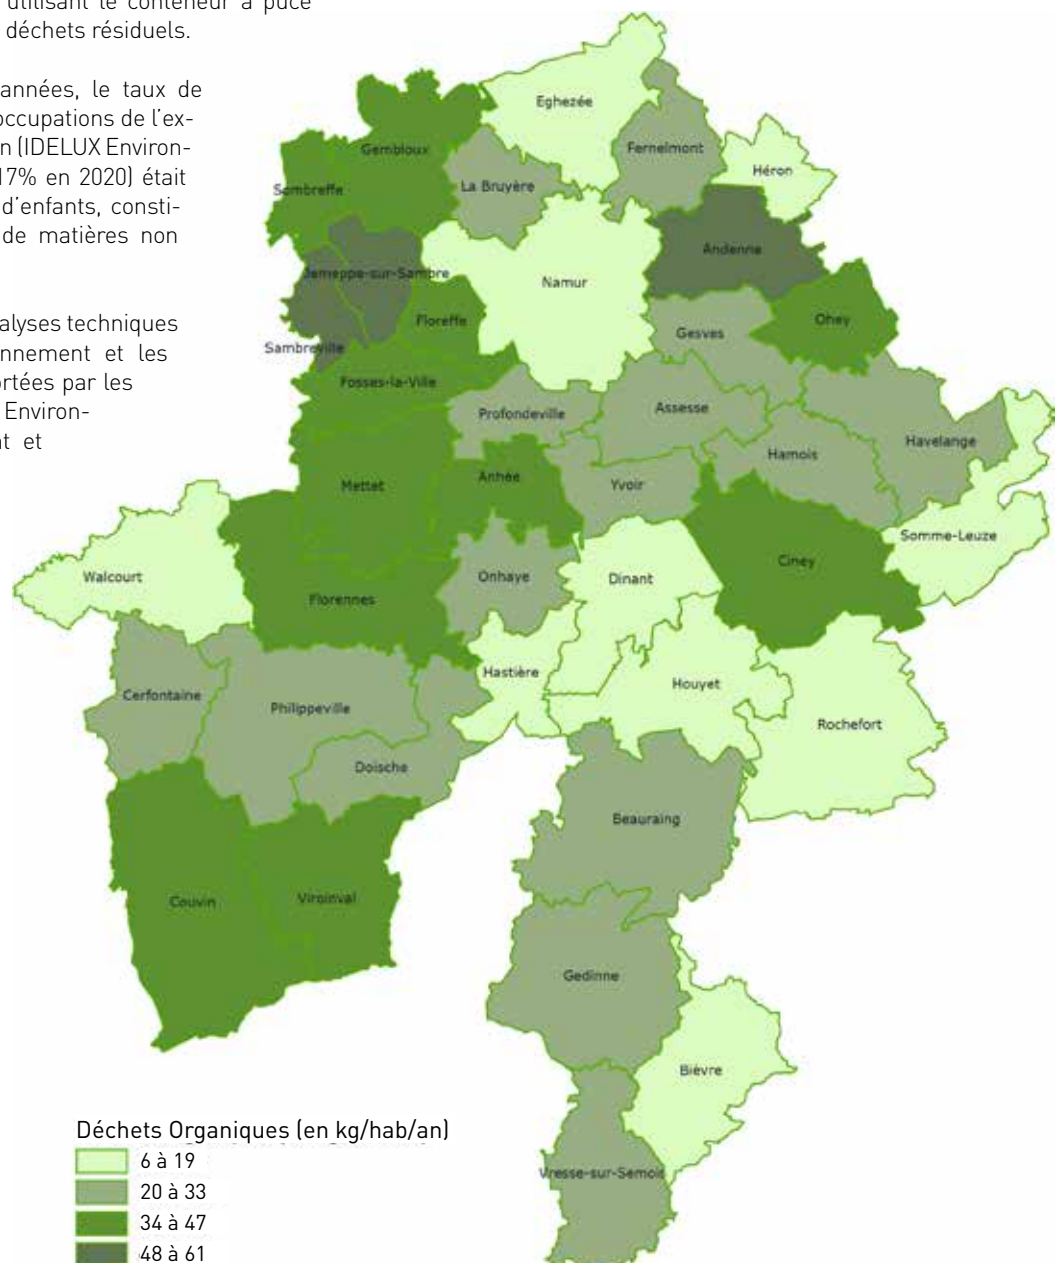 utilisant le conteneur à puce
déchets résiduels.
années, le taux de
occupations de l'ex-
n (IDELUX Environ-
17% en 2020) était
d'enfants, consti-
de matières non
alyses techniques
nnement et les
ortées par les
Environ-
t et
Eghezée
Gembloux
Fernelmont
Héron
Sombreffe
La Bruyère
Andenne
Jemeppe-sur-Sambre
Namur
Floreffe
Ohey
Gesves
Sambreville
Fosses-la-Ville
Profondeville
Assesse
Havelange
Hamois
Anhée
Mettet
Yvoir
Somme-Leuze
Ciney
Walcourt
Onhaye
Dinant
Florennes
Hastière
Houyet
Cerfontaine
Philippeville
Rochefort
Doische
Beauraing
Couvin
Viroinval
Gedinne
Bièvre
Vresse-sur-Semois
Déchets Organiques (en kg/hab/an)
6 à 19
20 à 33
34 à 47
48 à 61